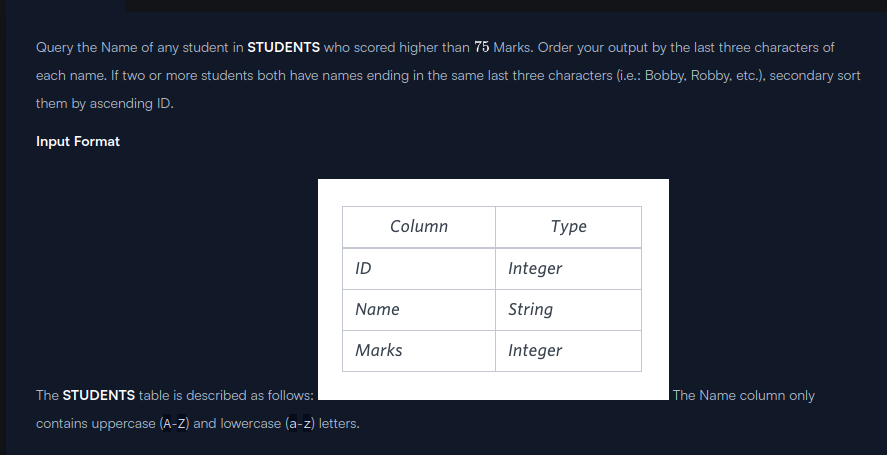 Query the Name of any student in STUDENTS who scored higher than 75 Marks. Order your output by the last three characters of
each name. If two or more students both have names ending in the same last three characters (i.e.: Bobby, Robby, etc.), secondary sort
them by ascending ID.
Input Format
Column Type
ID Integer
Name String
Marks Integer
The STUDENTS table is described as follows: The Name column only
contains uppercase (A-Z) and lowercase (a-z) letters.